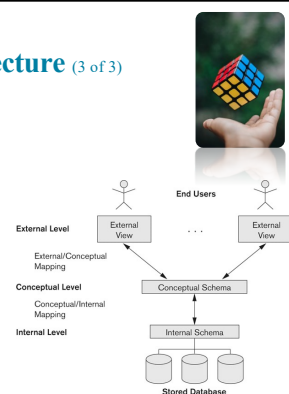 ecture (3 of 3)
End Users
External Level
External
View
. . .
External
View
External/Conceptual
Mapping
Conceptual Level
Conceptual Schema
Conceptual/Internal
Mapping
Internal Level
Internal Schema
Stored Database